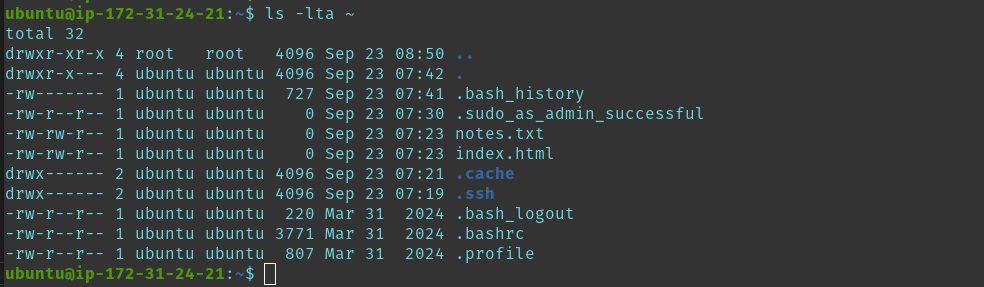 ubuntu@ip-172-31-24-21:~$ ls -lta ~
total 32
drwxr-xr-x 4 root   root   4096 Sep 23 08:50 ..
drwxr-x--- 4 ubuntu ubuntu 4096 Sep 23 07:42 .
-rw------- 1 ubuntu ubuntu  727 Sep 23 07:41 .bash_history
-rw-r--r-- 1 ubuntu ubuntu    0 Sep 23 07:30 .sudo_as_admin_successful
-rw-rw-r-- 1 ubuntu ubuntu    0 Sep 23 07:23 notes.txt
-rw-rw-r-- 1 ubuntu ubuntu    0 Sep 23 07:23 index.html
drwx------ 2 ubuntu ubuntu 4096 Sep 23 07:21 .cache
drwx------ 2 ubuntu ubuntu 4096 Sep 23 07:19 .ssh
-rw-r--r-- 1 ubuntu ubuntu  220 Mar 31  2024 .bash_logout
-rw-r--r-- 1 ubuntu ubuntu 3771 Mar 31  2024 .bashrc
-rw-r--r-- 1 ubuntu ubuntu  807 Mar 31  2024 .profile
ubuntu@ip-172-31-24-21:~$